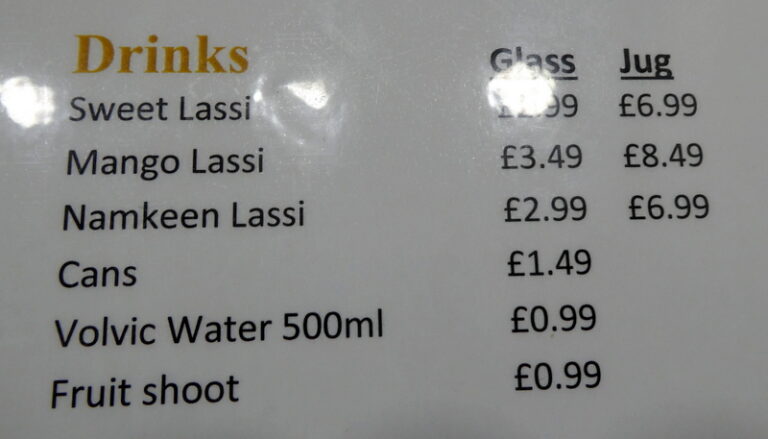 Drinks Glass Jug
Sweet Lassi £6.99
Mango Lassi £3.49 £8.49
Namkeen Lassi £2.99 £6.99
Cans £1.49
Volvic Water 500ml £0.99
Fruit shoot £0.99